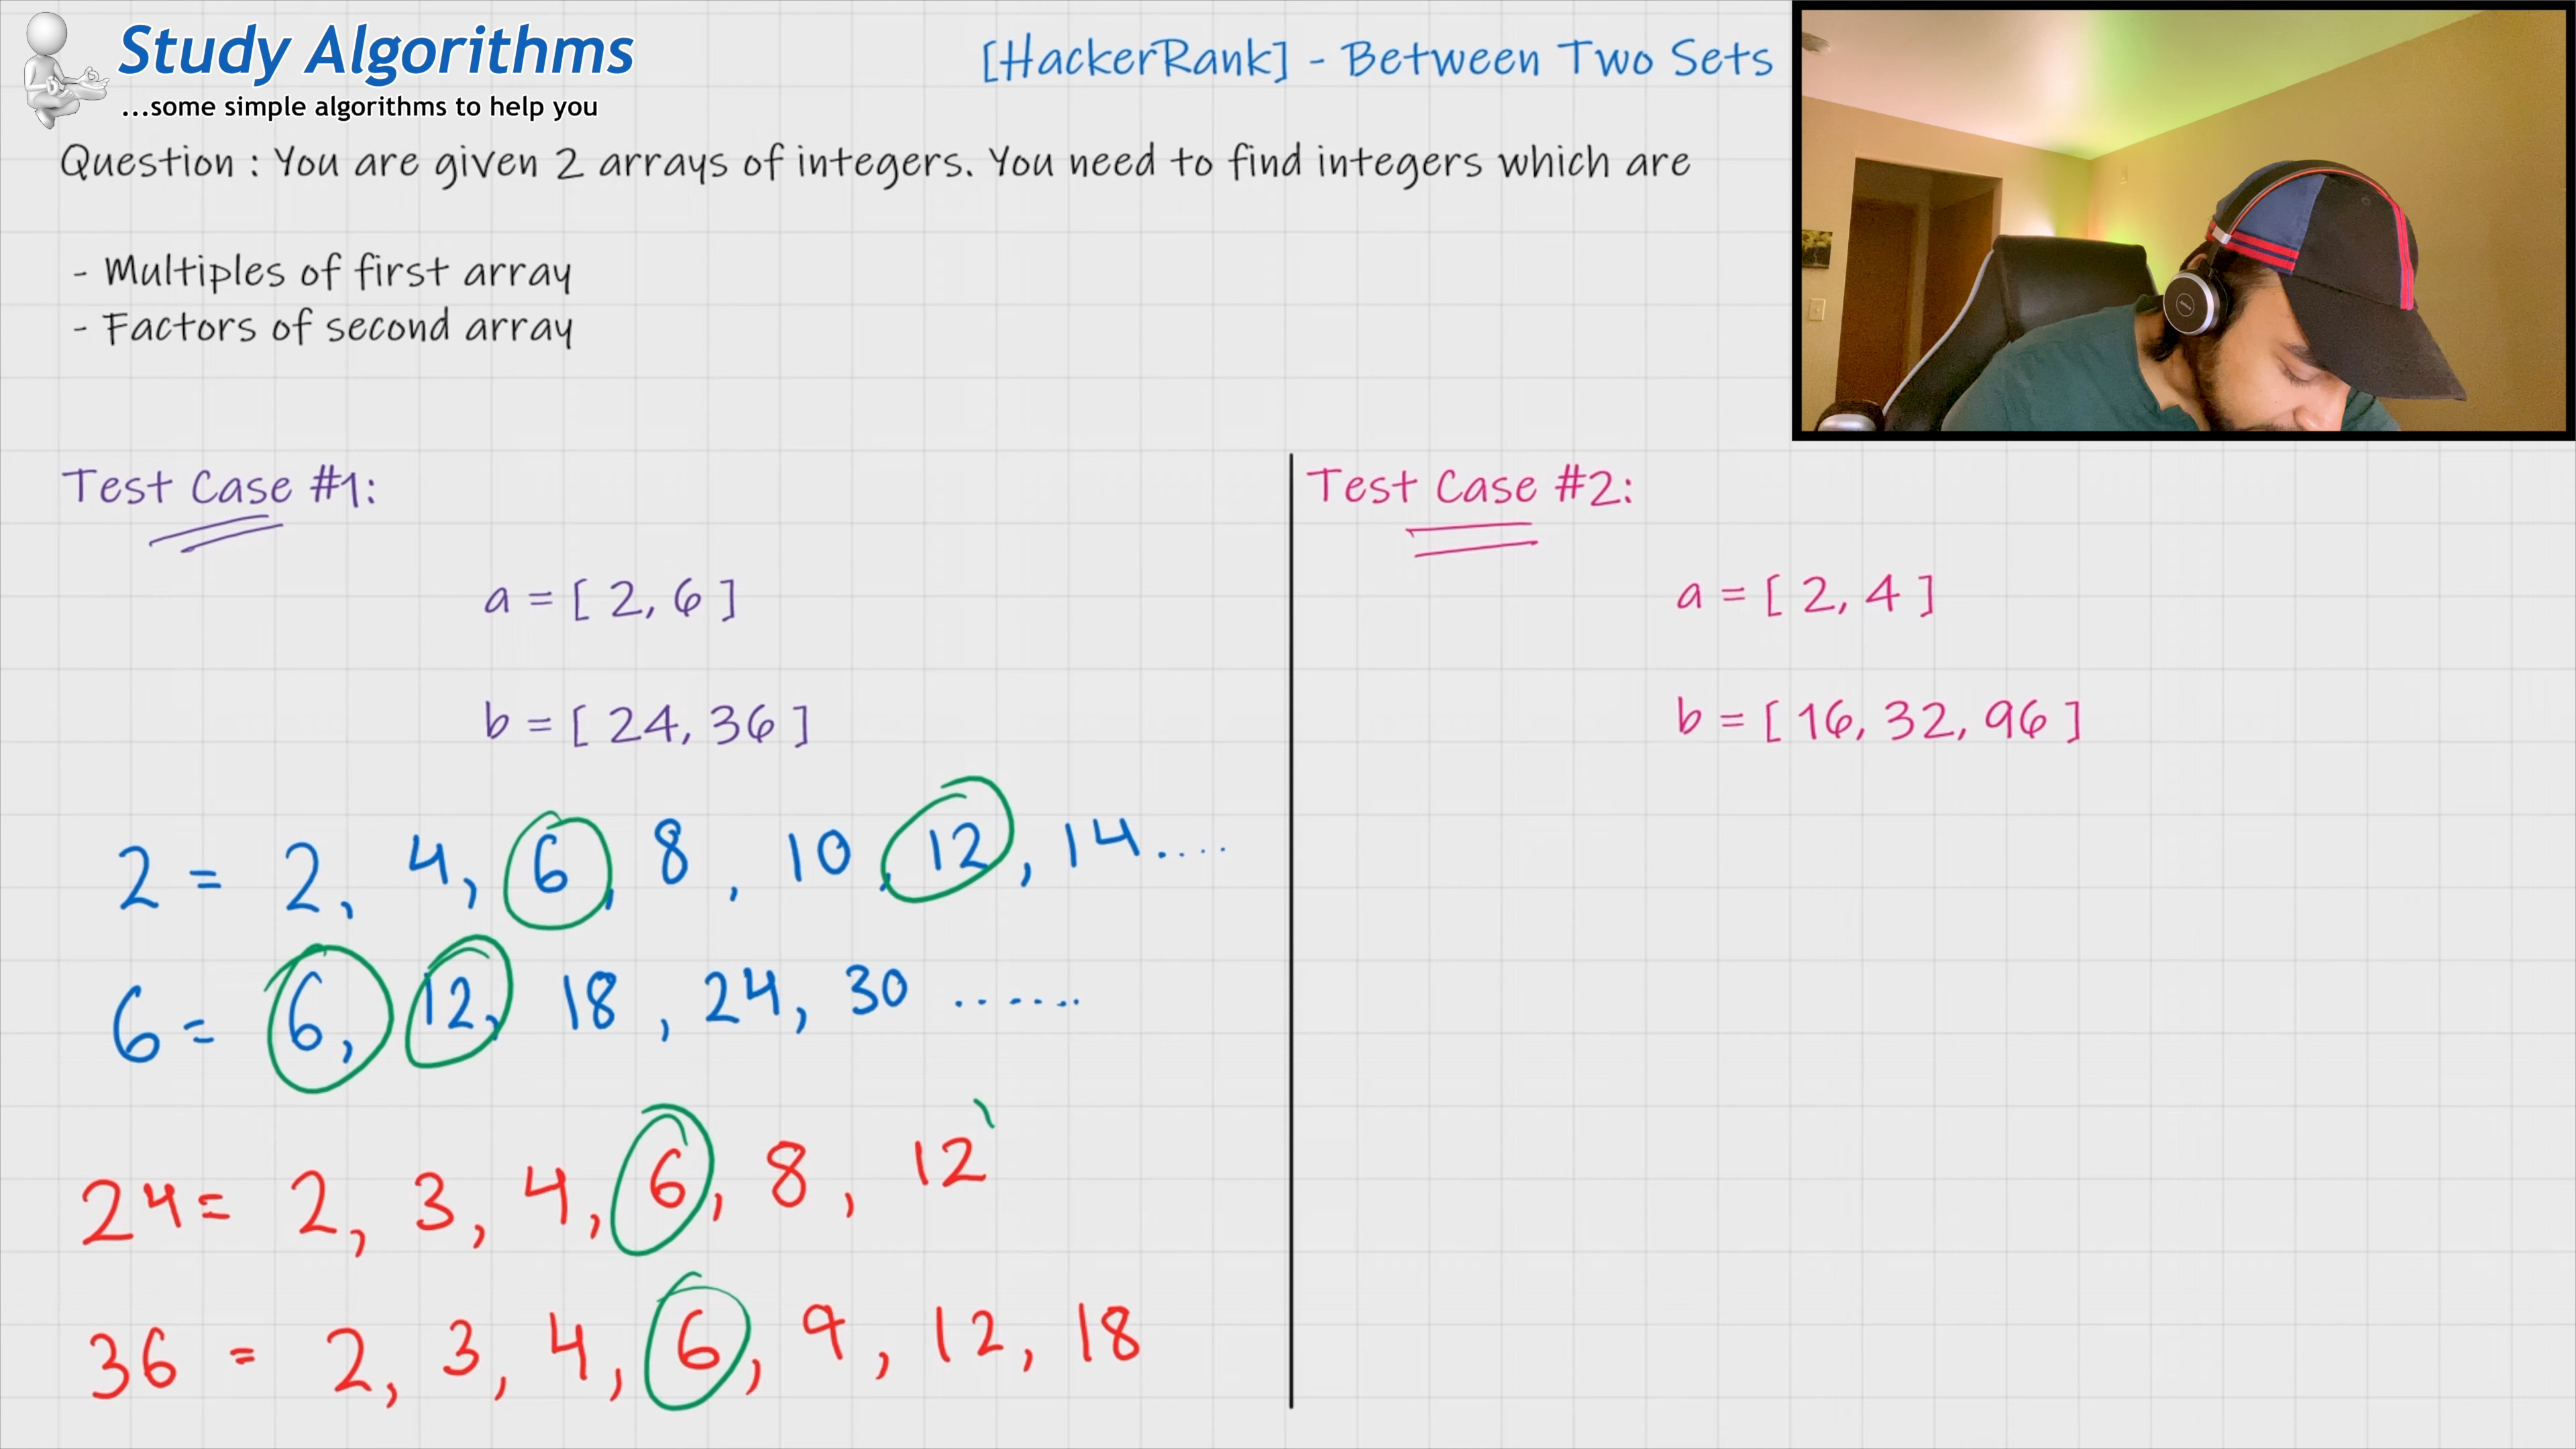 Study Algorithms
...some simple algorithms to help you
[HackerRank] - Between Two Sets
Question : You are given 2 arrays of integers. You need to find integers which are
- Multiples of first array
- Factors of second array
Test Case #1:
a = [ 2, 6 ]
b = [ 24, 36 ]
2 = 2, 4, 6, 8, 10, 12, 14....
6 = 6, 12, 18, 24, 30 .......
24= 2, 3, 4, 6, 8, 12
36 = 2, 3, 4, 6, 9, 12, 18
Test Case #2:
a = [ 2, 4 ]
b = [ 16, 32, 96 ]